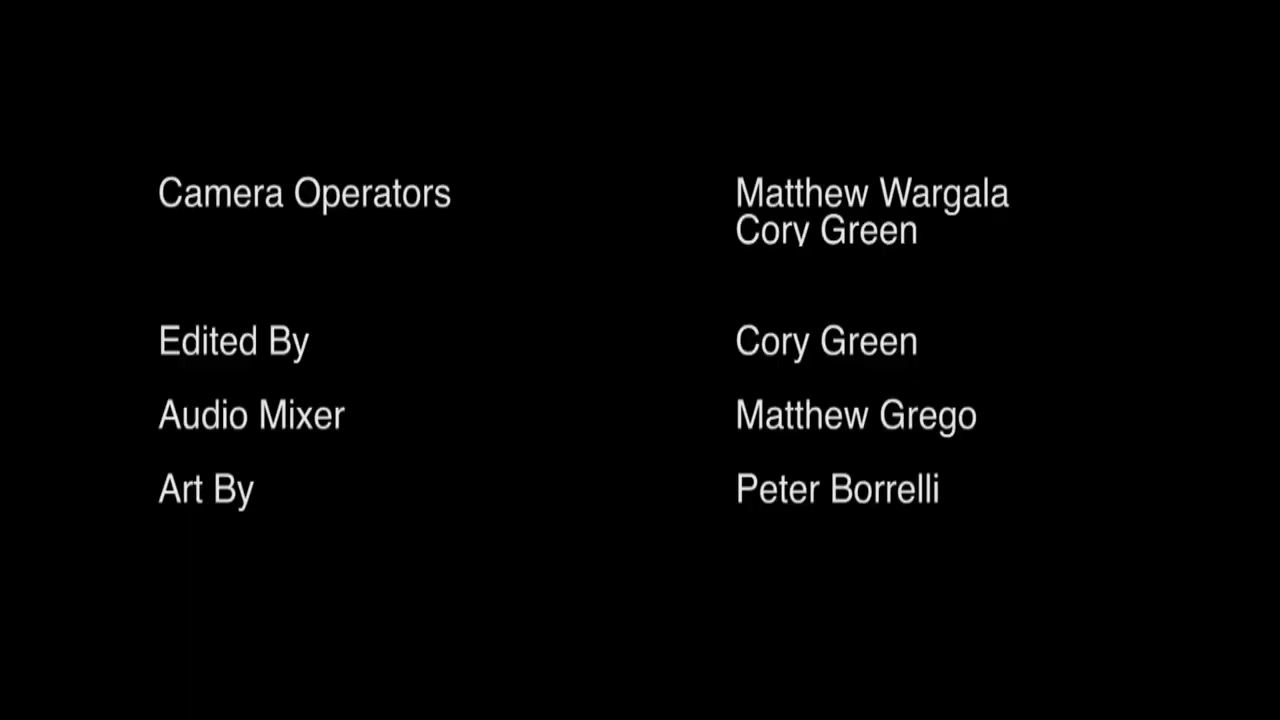 Camera Operators Matthew Wargala
Cory Green
Edited By Cory Green
Audio Mixer Matthew Grego
Art By Peter Borrelli